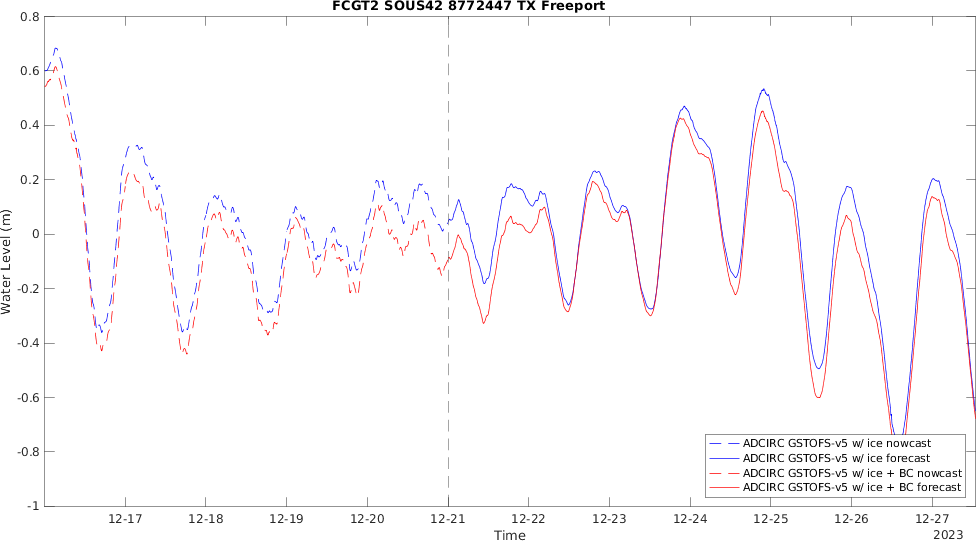 FCGT2 SOUS42 8772447 TX Freeport
0.8
0.6
0.4
0.2
0
-0.2
-0.4
-0.6
-0.8
-1
Water Level (m)
ADCIRC GSTOFS-v5 w/ ice nowcast
ADCIRC GSTOFS-v5 w/ ice forecast
ADCIRC GSTOFS-v5 w/ ice + BC nowcast
ADCIRC GSTOFS-v5 w/ ice + BC forecast
12-17 12-18 12-19 12-20 12-21 12-22 12-23 12-24 12-25 12-26 12-27
Time
2023